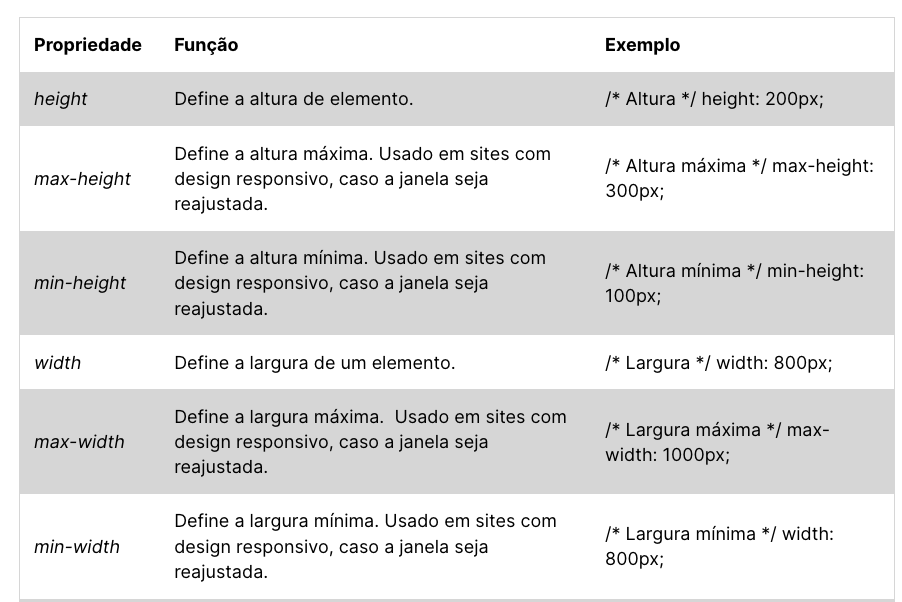 Propriedade Função Exemplo
height Define a altura de elemento. /* Altura */ height: 200px;
max-height Define a altura máxima. Usado em sites com
design responsivo, caso a janela seja
reajustada. /* Altura máxima */ max-height:
300px;
min-height Define a altura mínima. Usado em sites com
design responsivo, caso a janela seja
reajustada. /* Altura mínima */ min-height:
100px;
width Define a largura de um elemento. /* Largura */ width: 800px;
max-width Define a largura máxima.  Usado em sites com
design responsivo, caso a janela seja
reajustada. /* Largura máxima */ max-
width: 1000px;
min-width Define a largura mínima. Usado em sites com
design responsivo, caso a janela seja
reajustada. /* Largura mínima */ width:
800px;